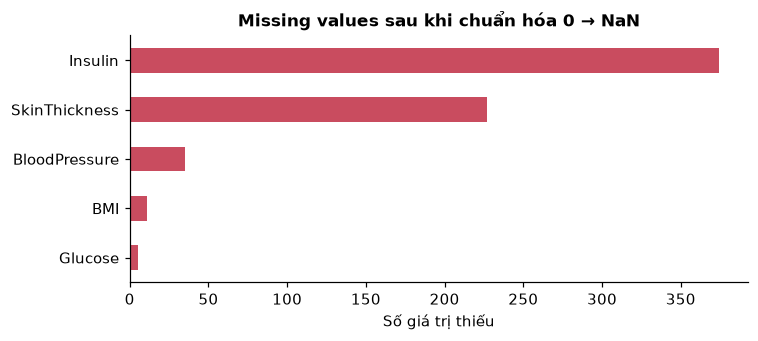 Missing values sau khi chuẩn hóa 0 → NaN
Insulin
SkinThickness
BloodPressure
BMI
Glucose
0 50 100 150 200 250 300 350
Số giá trị thiếu